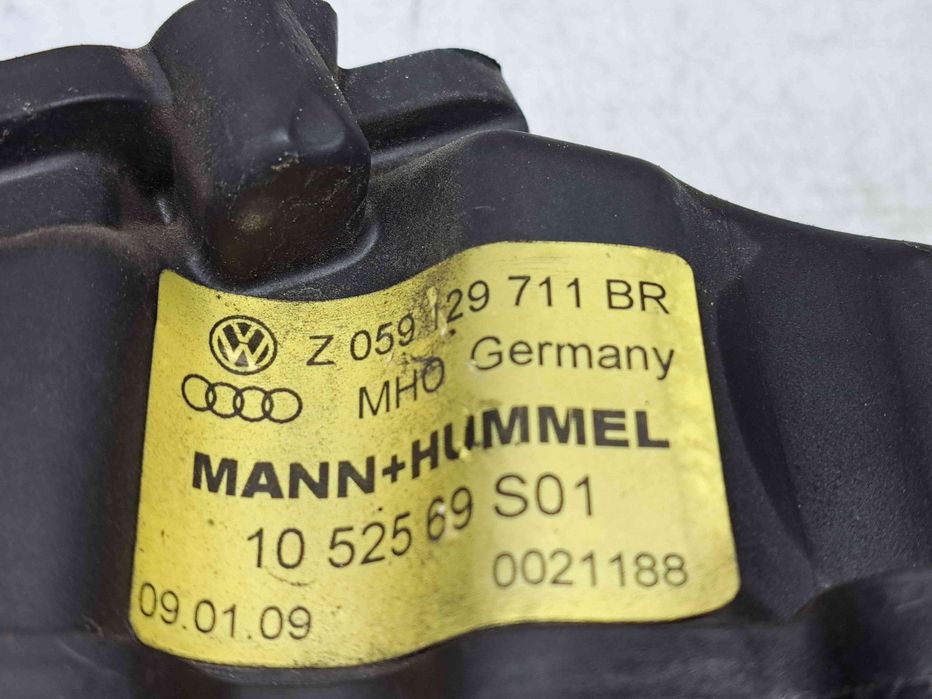 Z 059 129 711 BR
MHO Germany
MANN+HUMMEL
10 525 69 S01
09.01.09 0021188